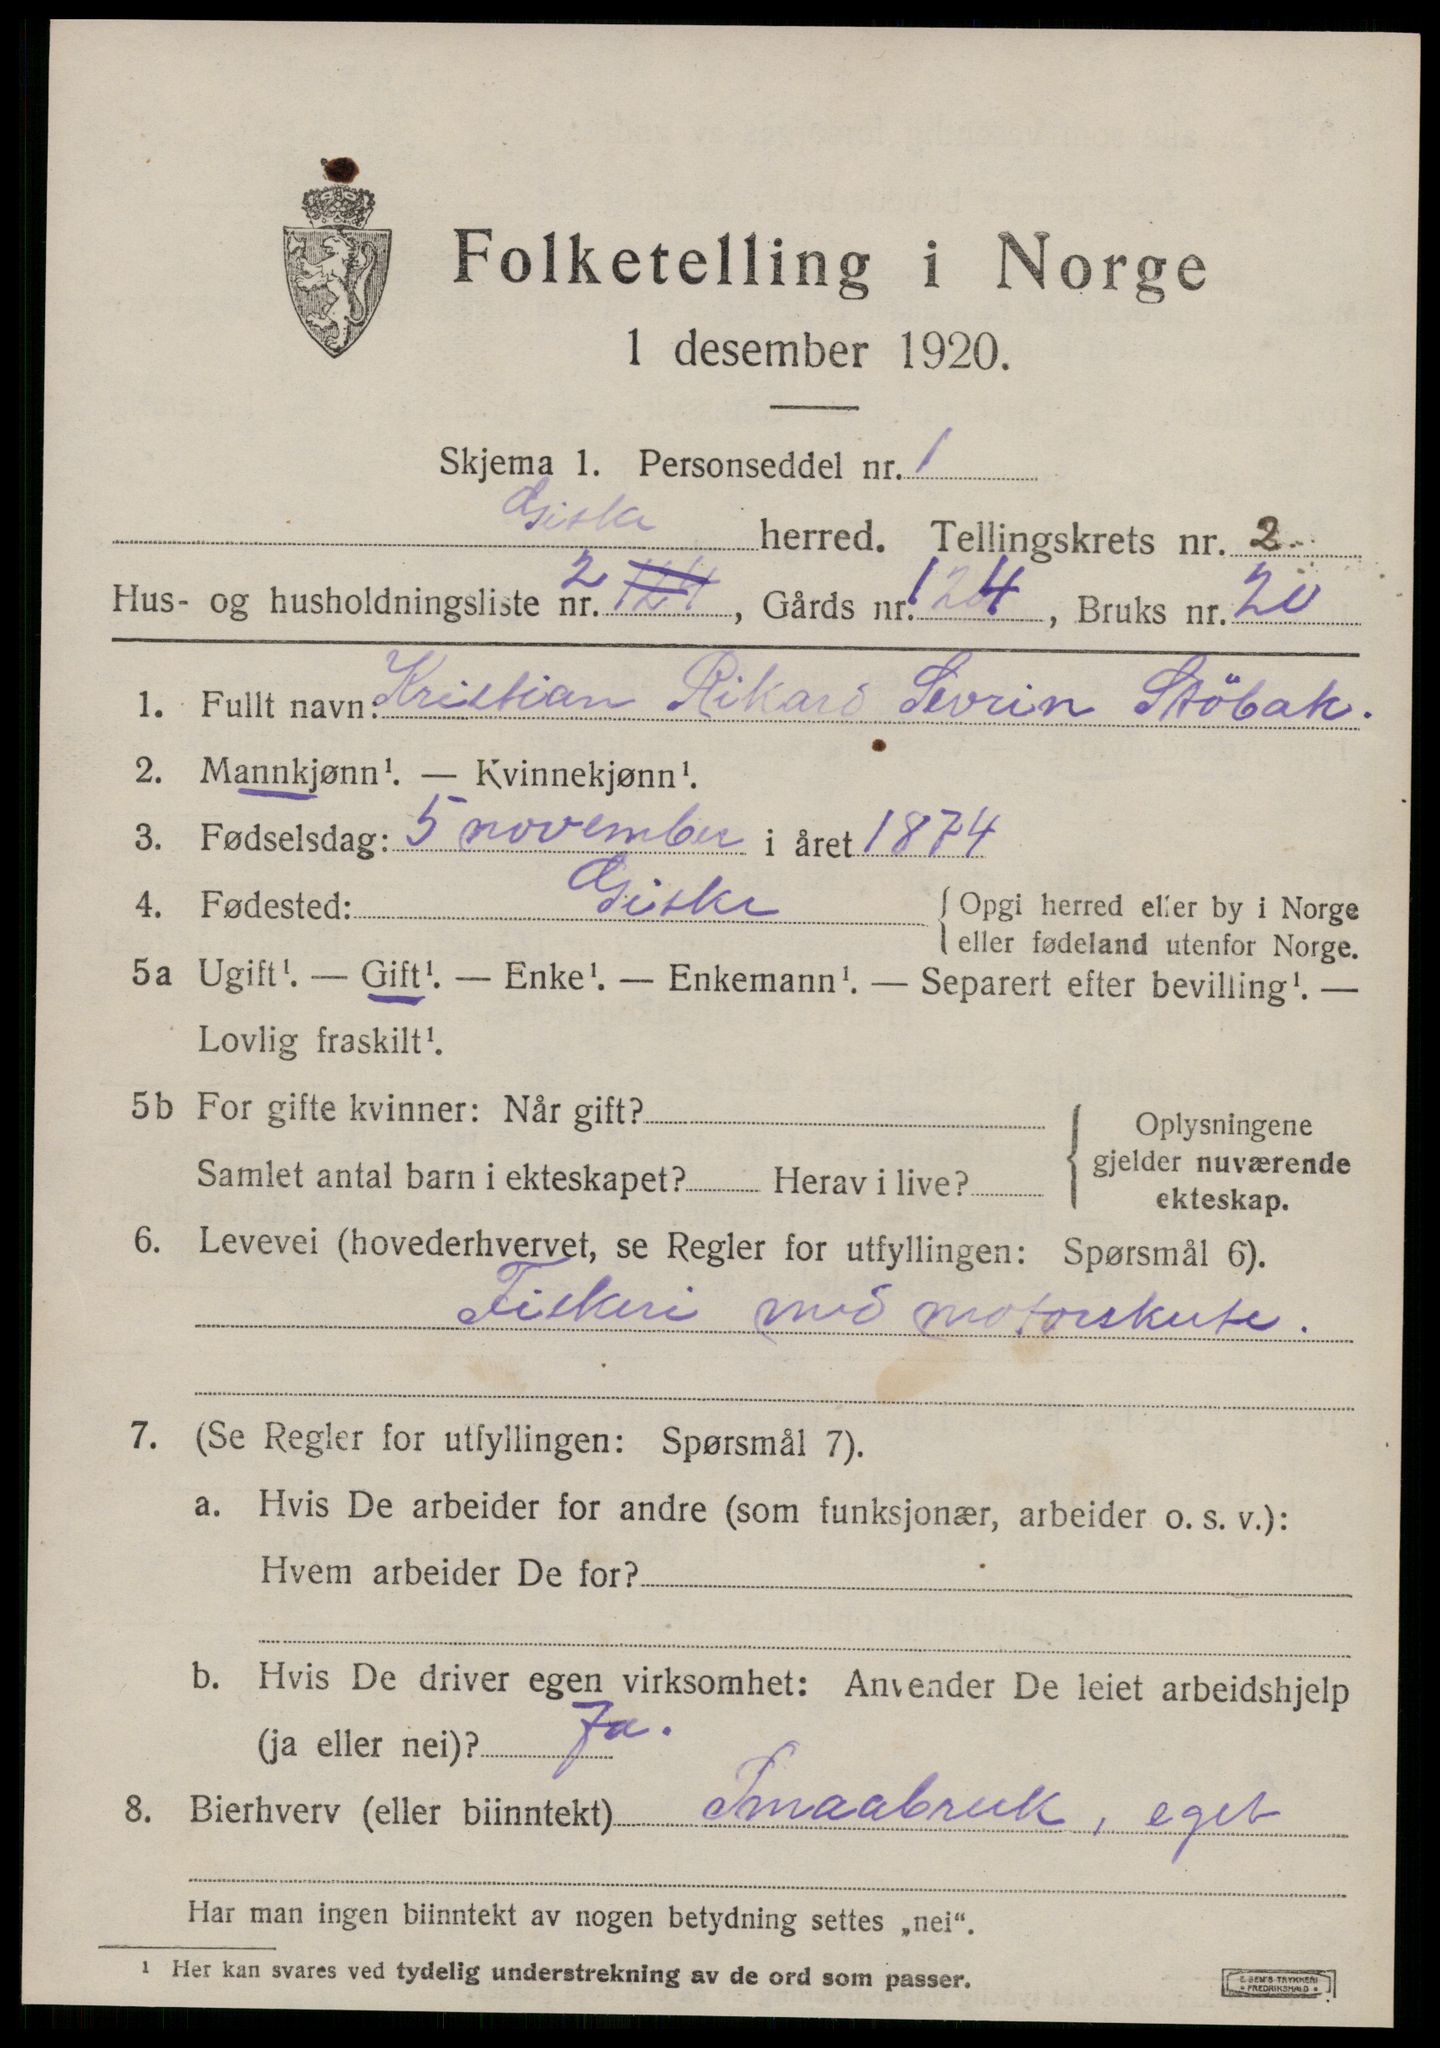 Folketelling i Norge
1 desember 1920.
Skjema 1. Personseddel nr. 1
Giske herred. Tellingskrets nr. 2
Hus- og husholdningsliste nr. 2, Gårds nr. 124, Bruks nr. 20
1. Fullt navn: Kristian Rikard Sevrin Støbak.
2. Mannkjønn¹. — Kvinnekjønn¹.
3. Fødselsdag: 5 november i året 1874
4. Fødested: Giske { Opgi herred eller by i Norge
eller fødeland utenfor Norge.
5a Ugift¹. — Gift¹. — Enke¹. — Enkemann¹. — Separert efter bevilling¹. —
Lovlig fraskilt¹.
5b For gifte kvinner: Når gift? { Oplysningene
gjelder nuværende
ekteskap.
Samlet antal barn i ekteskapet? Herav i live?
6. Levevei (hovederhvervet, se Regler for utfyllingen: Spørsmål 6).
Fiskeri med motorskute.
7. (Se Regler for utfyllingen: Spørsmål 7).
a. Hvis De arbeider for andre (som funksjonær, arbeider o. s. v.):
Hvem arbeider De for?
b. Hvis De driver egen virksomhet: Anvender De leiet arbeidshjelp
(ja eller nei)? Ja.
8. Bierhverv (eller biinntekt) Smaabruk, eget
Har man ingen biinntekt av nogen betydning settes „nei“.
¹ Her kan svares ved tydelig understrekning av de ord som passer.
E. SEM'S TRYKKERI
FREDRIKSHALD